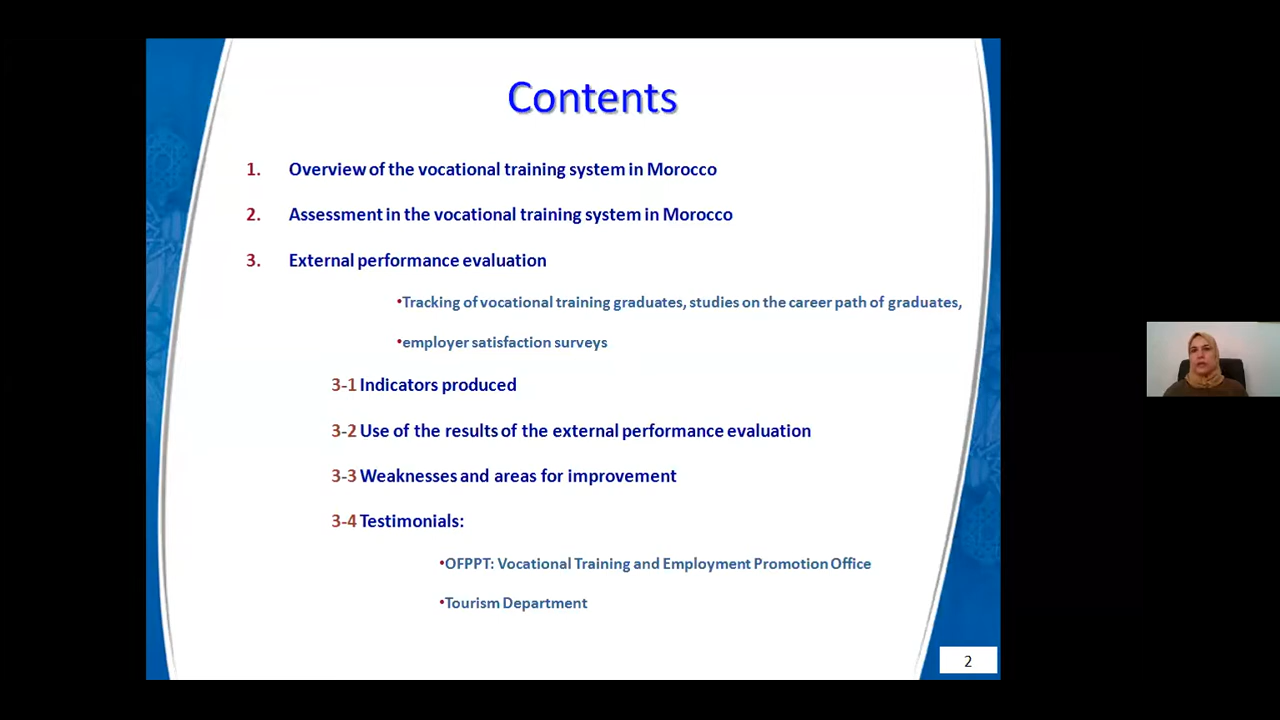 Contents
1. Overview of the vocational training system in Morocco
2. Assessment in the vocational training system in Morocco
3. External performance evaluation
•Tracking of vocational training graduates, studies on the career path of graduates,
•employer satisfaction surveys
3-1 Indicators produced
3-2 Use of the results of the external performance evaluation
3-3 Weaknesses and areas for improvement
3-4 Testimonials:
•OFPPT: Vocational Training and Employment Promotion Office
•Tourism Department
2